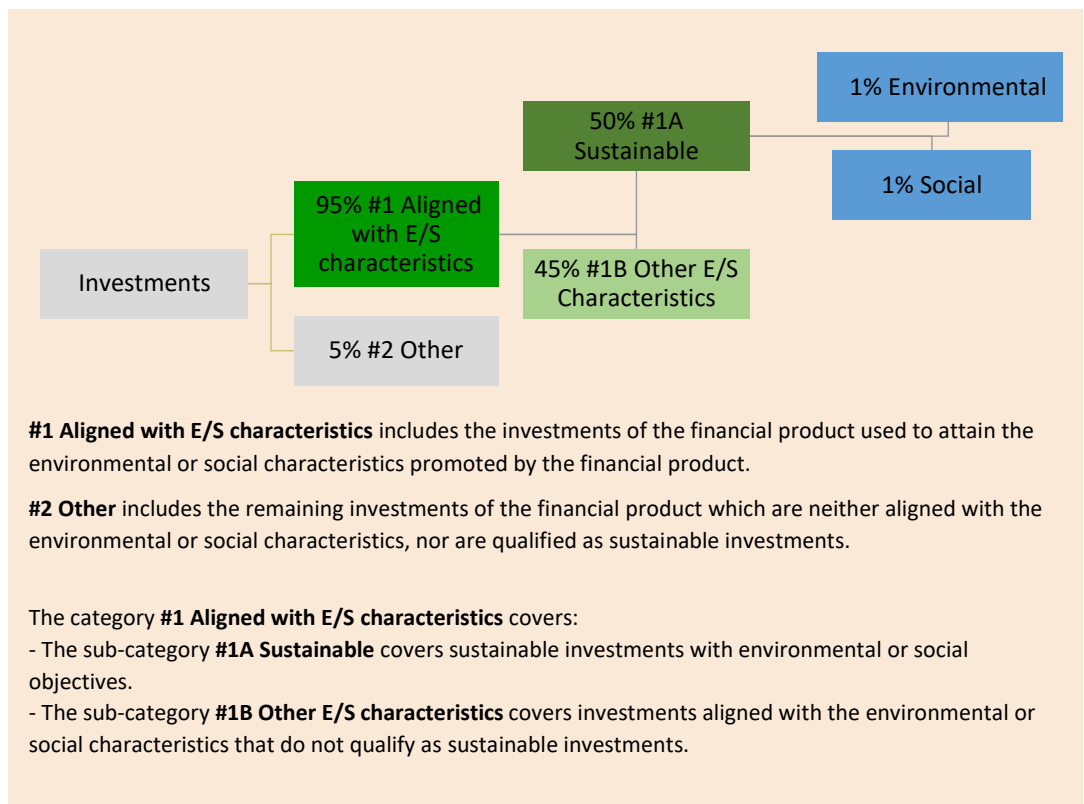 1% Environmental
50% #1A
Sustainable
1% Social
95% #1 Aligned
with E/S
characteristics
Investments
45% #1B Other E/S
Characteristics
5% #2 Other
#1 Aligned with E/S characteristics includes the investments of the financial product used to attain the
environmental or social characteristics promoted by the financial product.
#2 Other includes the remaining investments of the financial product which are neither aligned with the
environmental or social characteristics, nor are qualified as sustainable investments.
The category #1 Aligned with E/S characteristics covers:
- The sub-category #1A Sustainable covers sustainable investments with environmental or social
objectives.
- The sub-category #1B Other E/S characteristics covers investments aligned with the environmental or
social characteristics that do not qualify as sustainable investments.